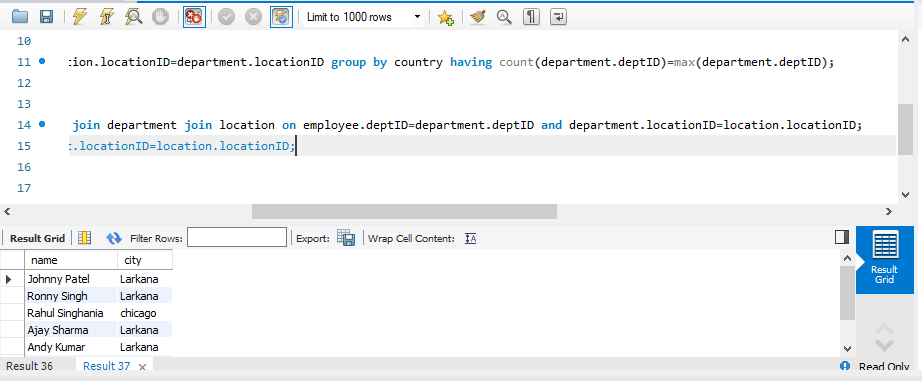 Limit to 1000 rows
10
11 :ion.locationID=department.locationID group by country having count(department.deptID)=max(department.deptID);
12
13
14 join department join location on employee.deptID=department.deptID and department.locationID=location.locationID;
15 t.locationID=location.locationID;
16
17
Result Grid Filter Rows: Export: Wrap Cell Content: IA
name city
Johnny Patel Larkana
Ronny Singh Larkana
Rahul Singhania chicago
Ajay Sharma Larkana
Andy Kumar Larkana
Result Grid
Result 36 Result 37 Read Only